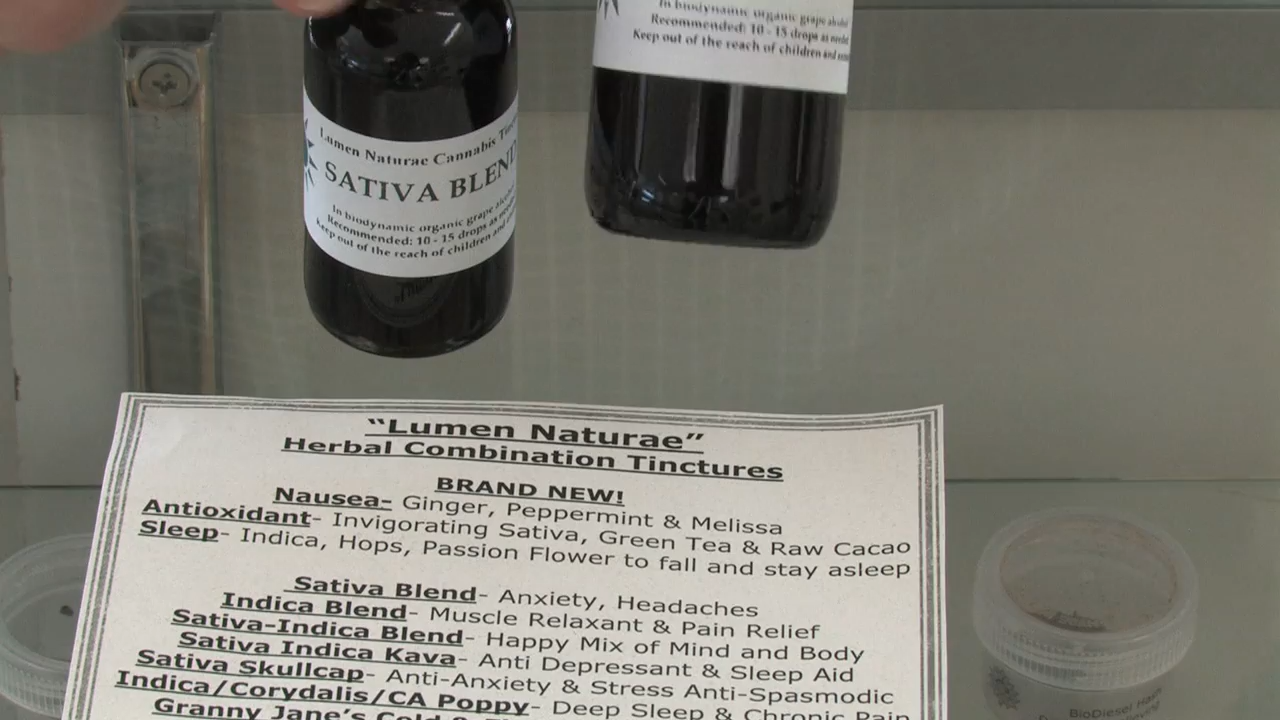 In biodynamic organic grape alcohol
Recommended: 10 - 15 drops as needed
Keep out of the reach of children and
Lumen Naturae Cannabis
SATIVA BLEND
In biodynamic organic grape
Recommended: 10 - 15 drops as
Keep out of the reach of children and
"Lumen Naturae"
Herbal Combination Tinctures
BRAND NEW!
Nausea- Ginger, Peppermint & Melissa
Antioxidant- Invigorating Sativa, Green Tea & Raw Cacao
Sleep- Indica, Hops, Passion Flower to fall and stay asleep
Sativa Blend- Anxiety, Headaches
Indica Blend- Muscle Relaxant & Pain Relief
Sativa-Indica Blend- Happy Mix of Mind and Body
Sativa Indica Kava- Anti Depressant & Sleep Aid
Sativa Skullcap- Anti-Anxiety & Stress Anti-Spasmodic
Indica/Corydalis/CA Poppy- Deep Sleep & Chronic Pain
Granny Jane's Cold &
BioDiesel Hash